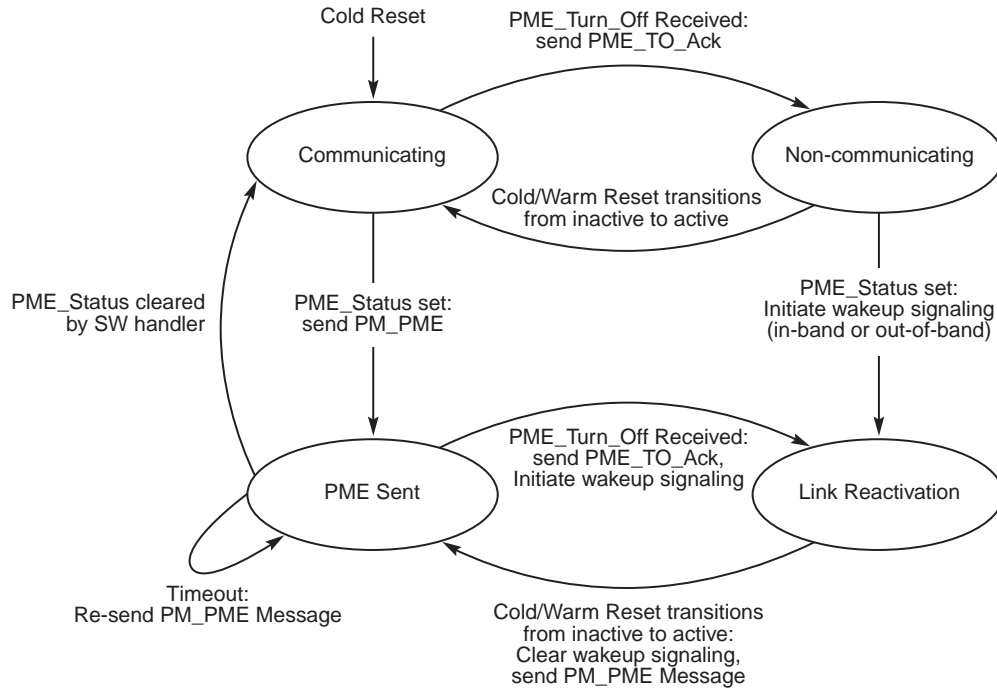 Cold Reset
PME_Turn_Off Received:
send PME_TO_Ack
Communicating
Non-communicating
Cold/Warm Reset transitions
from inactive to active
PME_Status cleared
by SW handler
PME_Status set:
send PM_PME
PME_Status set:
Initiate wakeup signaling
(in-band or out-of-band)
PME_Turn_Off Received:
send PME_TO_Ack,
Initiate wakeup signaling
PME Sent
Link Reactivation
Timeout:
Re-send PM_PME Message
Cold/Warm Reset transitions
from inactive to active:
Clear wakeup signaling,
send PM_PME Message